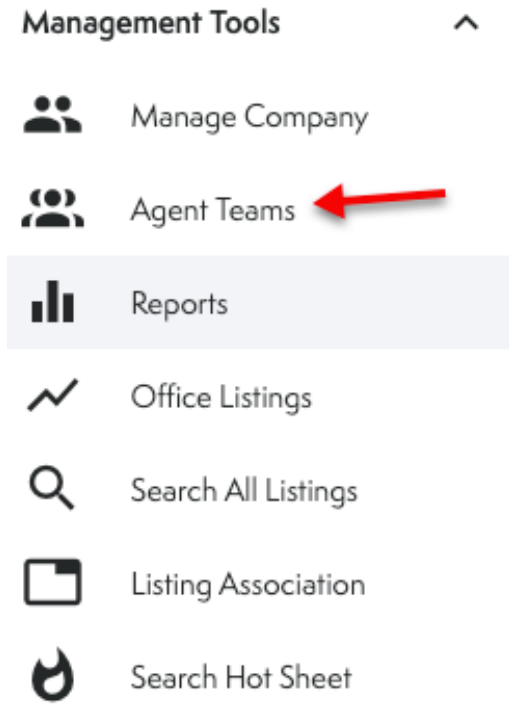 Management Tools
Manage Company
Agent Teams
Reports
Office Listings
Search All Listings
Listing Association
Search Hot Sheet